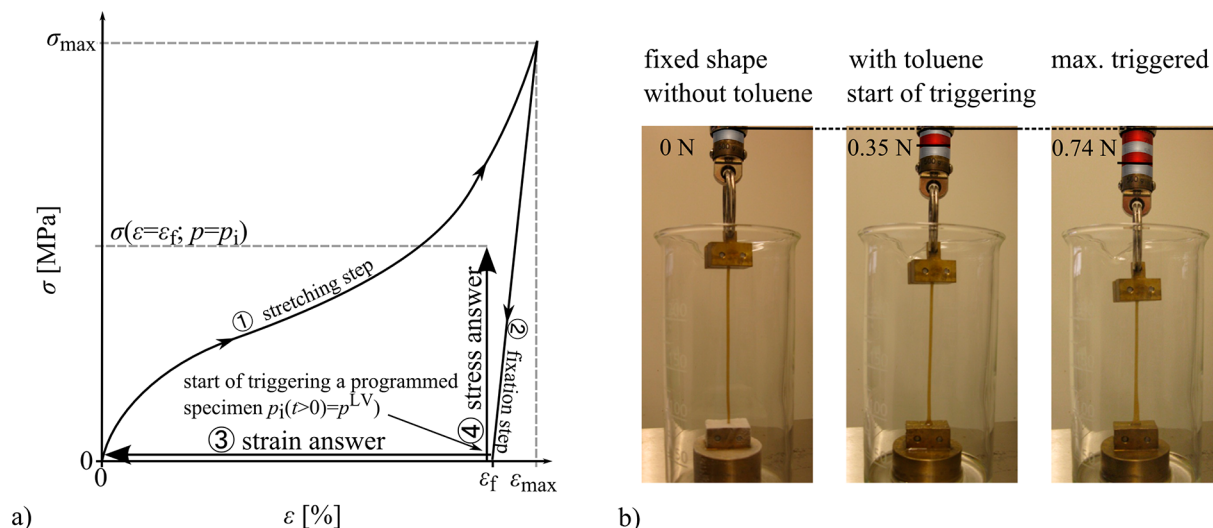 σmax
σ(ε=εf; p=pi)
σ [MPa]
① stretching step
② fixation step
④ stress answer
start of triggering a programmed
specimen pi(t>0)=pLV)
③ strain answer
0
0
εf
εmax
ε [%]
a)
fixed shape
without toluene
with toluene
start of triggering
max. triggered
0 N
0.35 N
0.74 N
b)